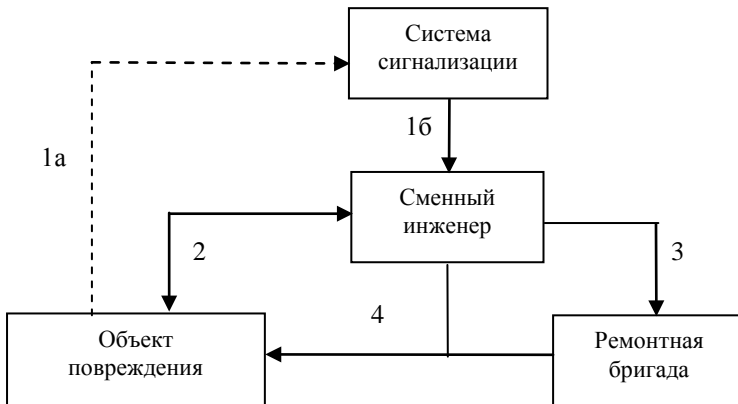 Система
сигнализации
1б
1а
Сменный
инженер
2
3
4
Объект
повреждения
Ремонтная
бригада